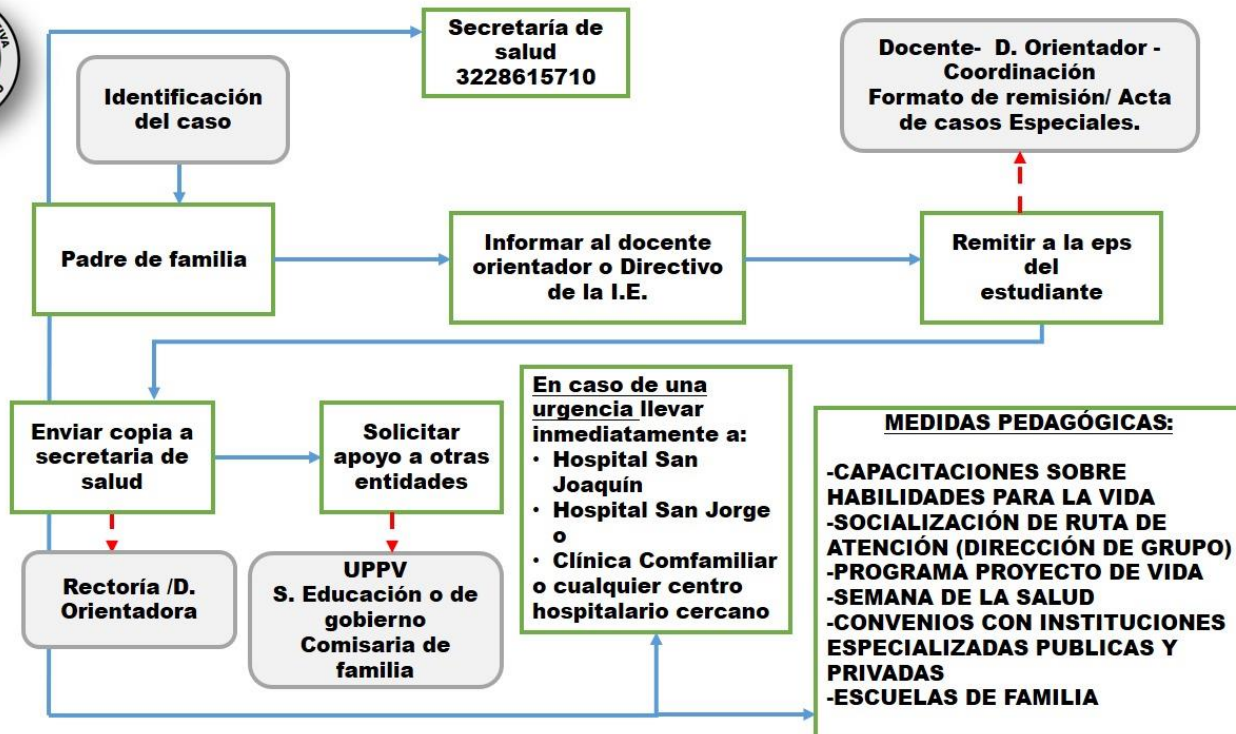 Secretaría de
salud
3228615710
Identificación
del caso
Docente- D. Orientador -
Coordinación
Formato de remisión/ Acta
de casos Especiales.
Padre de familia
Informar al docente
orientador o Directivo
de la I.E.
Remitir a la eps
del
estudiante
Enviar copia a
secretaria de
salud
Solicitar
apoyo a otras
entidades
En caso de una
urgencia llevar
inmediatamente a:
• Hospital San
Joaquín
• Hospital San Jorge
o
• Clínica Comfamiliar
o cualquier centro
hospitalario cercano
MEDIDAS PEDAGÓGICAS:
-CAPACITACIONES SOBRE
HABILIDADES PARA LA VIDA
-SOCIALIZACIÓN DE RUTA DE
ATENCIÓN (DIRECCIÓN DE GRUPO)
-PROGRAMA PROYECTO DE VIDA
-SEMANA DE LA SALUD
-CONVENIOS CON INSTITUCIONES
ESPECIALIZADAS PUBLICAS Y
PRIVADAS
-ESCUELAS DE FAMILIA
Rectoría /D.
Orientadora
UPPV
S. Educación o de
gobierno
Comisaria de
familia